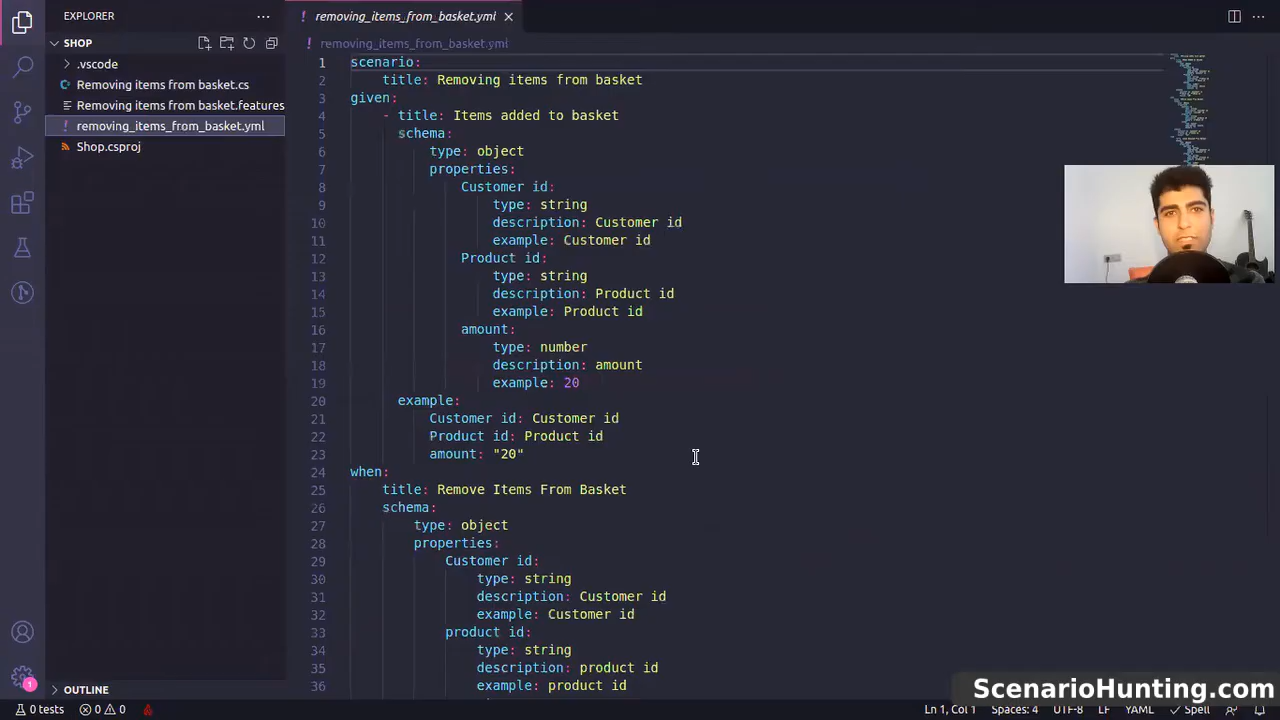 EXPLORER
removing_items_from_basket.yml
SHOP
removing_items_from_basket.yml
.vscode
Removing items from basket.cs
Removing items from basket.features
removing_items_from_basket.yml
Shop.csproj
1 scenario:
2 title: Removing items from basket
3 given:
4 - title: Items added to basket
5 schema:
6 type: object
7 properties:
8 Customer id:
9 type: string
10 description: Customer id
11 example: Customer id
12 Product id:
13 type: string
14 description: Product id
15 example: Product id
16 amount:
17 type: number
18 description: amount
19 example: 20
20 example:
21 Customer id: Customer id
22 Product id: Product id
23 amount: "20"
24 when:
25 title: Remove Items From Basket
26 schema:
27 type: object
28 properties:
29 Customer id:
30 type: string
31 description: Customer id
32 example: Customer id
33 product id:
34 type: string
35 description: product id
36 example: product id
OUTLINE
1
ScenarioHunting.com
0 tests 0 0 Ln 1, Col 1 Spaces: 4 UTF-8 LF YAML Spell